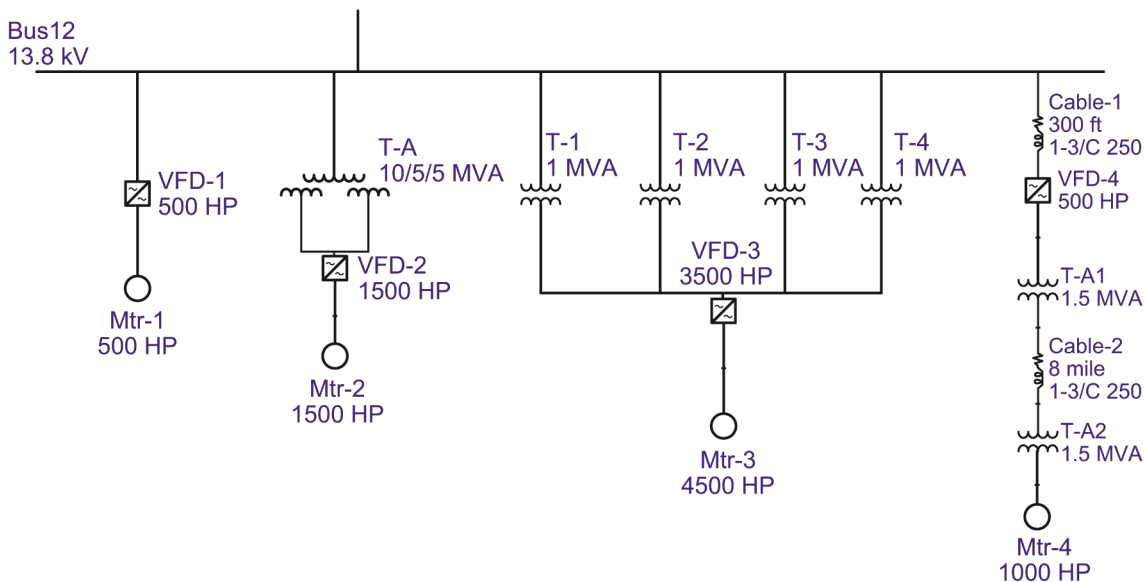 Bus12
13.8 kV
VFD-1
500 HP
Mtr-1
500 HP
T-A
10/5/5 MVA
VFD-2
1500 HP
Mtr-2
1500 HP
T-1
1 MVA
T-2
1 MVA
T-3
1 MVA
T-4
1 MVA
VFD-3
3500 HP
Mtr-3
4500 HP
Cable-1
300 ft
1-3/C 250
VFD-4
500 HP
T-A1
1.5 MVA
Cable-2
8 mile
1-3/C 250
T-A2
1.5 MVA
Mtr-4
1000 HP